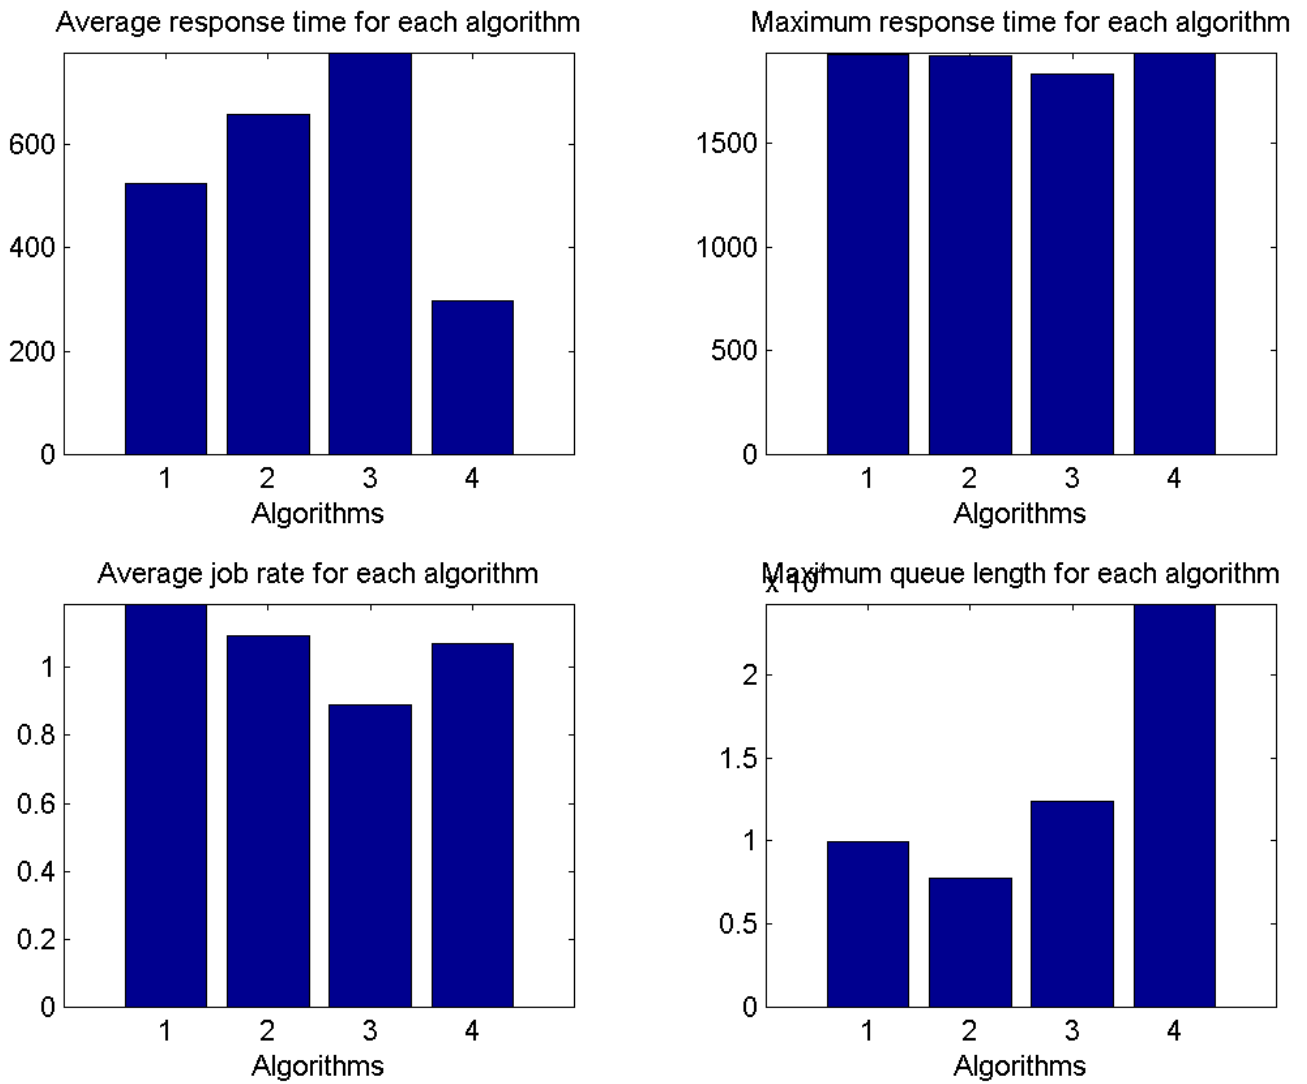 Average response time for each algorithm
600
400
200
0
1 2 3 4
Algorithms
Maximum response time for each algorithm
1500
1000
500
0
1 2 3 4
Algorithms
Average job rate for each algorithm
1
0.8
0.6
0.4
0.2
0
1 2 3 4
Algorithms
Maximum queue length for each algorithm
x 10
2
1.5
1
0.5
0
1 2 3 4
Algorithms